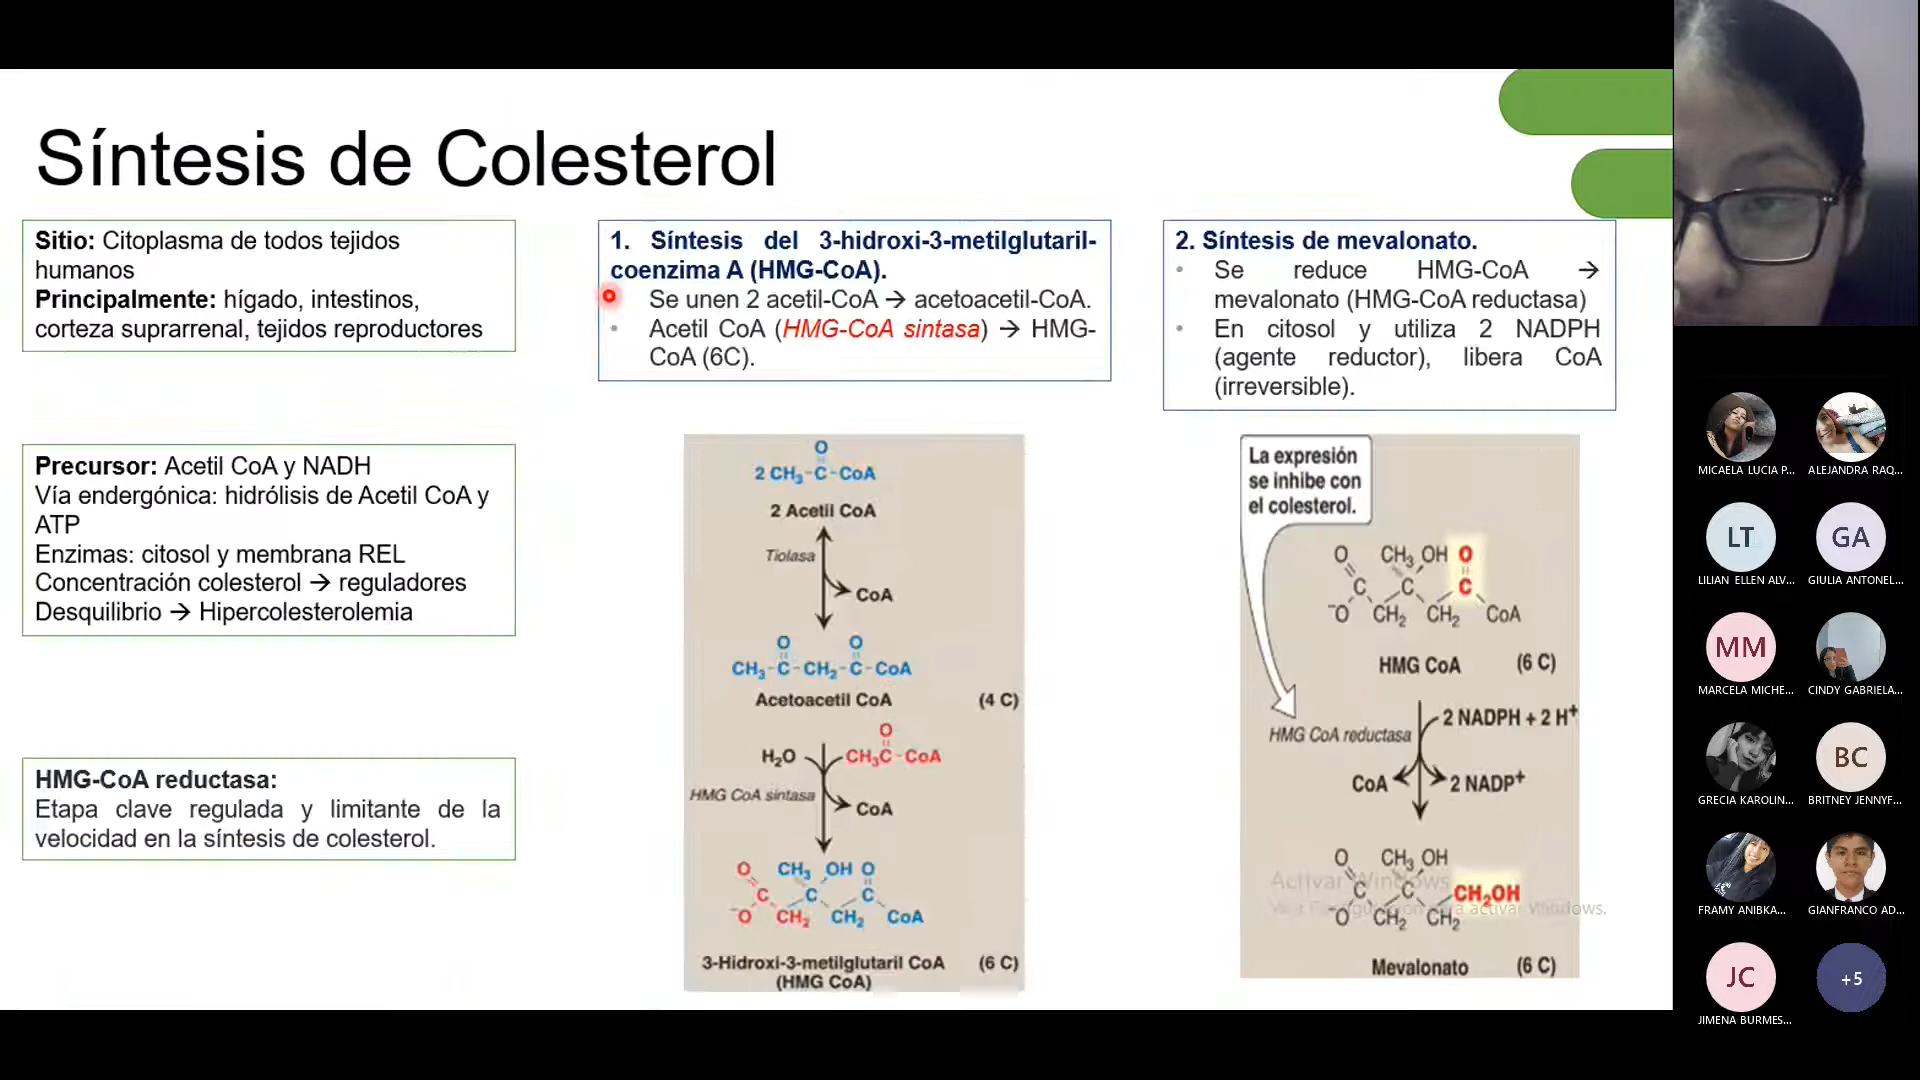 Síntesis de Colesterol
Sitio: Citoplasma de todos tejidos
humanos
Principalmente: hígado, intestinos,
corteza suprarrenal, tejidos reproductores
Precursor: Acetil CoA y NADH
Vía endergónica: hidrólisis de Acetil CoA y
ATP
Enzimas: citosol y membrana REL
Concentración colesterol → reguladores
Desquilibrio → Hipercolesterolemia
HMG-CoA reductasa:
Etapa clave regulada y limitante de la
velocidad en la síntesis de colesterol.
1. Síntesis del 3-hidroxi-3-metilglutaril-
coenzima A (HMG-CoA).
Se unen 2 acetil-CoA → acetoacetil-CoA.
• Acetil CoA (HMG-CoA sintasa) → HMG-
CoA (6C).
O
2 CH₃-C-CoA
2 Acetil CoA
Tiolasa
CoA
O O
CH₃-C-CH₂-C-CoA
Acetoacetil CoA (4 C)
O
H₂O CH₃C-CoA
HMG CoA sintasa
CoA
O CH₃ OH O
C C C
⁻O CH₂ CH₂ CoA
3-Hidroxi-3-metilglutaril CoA (6 C)
(HMG CoA)
2. Síntesis de mevalonato.
• Se reduce HMG-CoA →
mevalonato (HMG-CoA reductasa)
• En citosol y utiliza 2 NADPH
(agente reductor), libera CoA
(irreversible).
La expresión
se inhibe con
el colesterol.
O CH₃ OH O
C C C
⁻O CH₂ CH₂ CoA
HMG CoA (6 C)
2 NADPH + 2 H⁺
HMG CoA reductasa
CoA 2 NADP⁺
O CH₃ OH
C C CH₂OH
⁻O CH₂ CH₂
Mevalonato (6 C)
Activar Windows
MICAELA LUCIA P...
ALEJANDRA RAQ...
LT
GA
LILIAN ELLEN ALV...
GIULIA ANTONEL...
MM
MARCELA MICHE...
CINDY GABRIELA...
BC
GRECIA KAROLIN...
BRITNEY JENNYF...
FRAMY ANIBKA...
GIANFRANCO AD...
JC
+5
JIMENA BURMES...